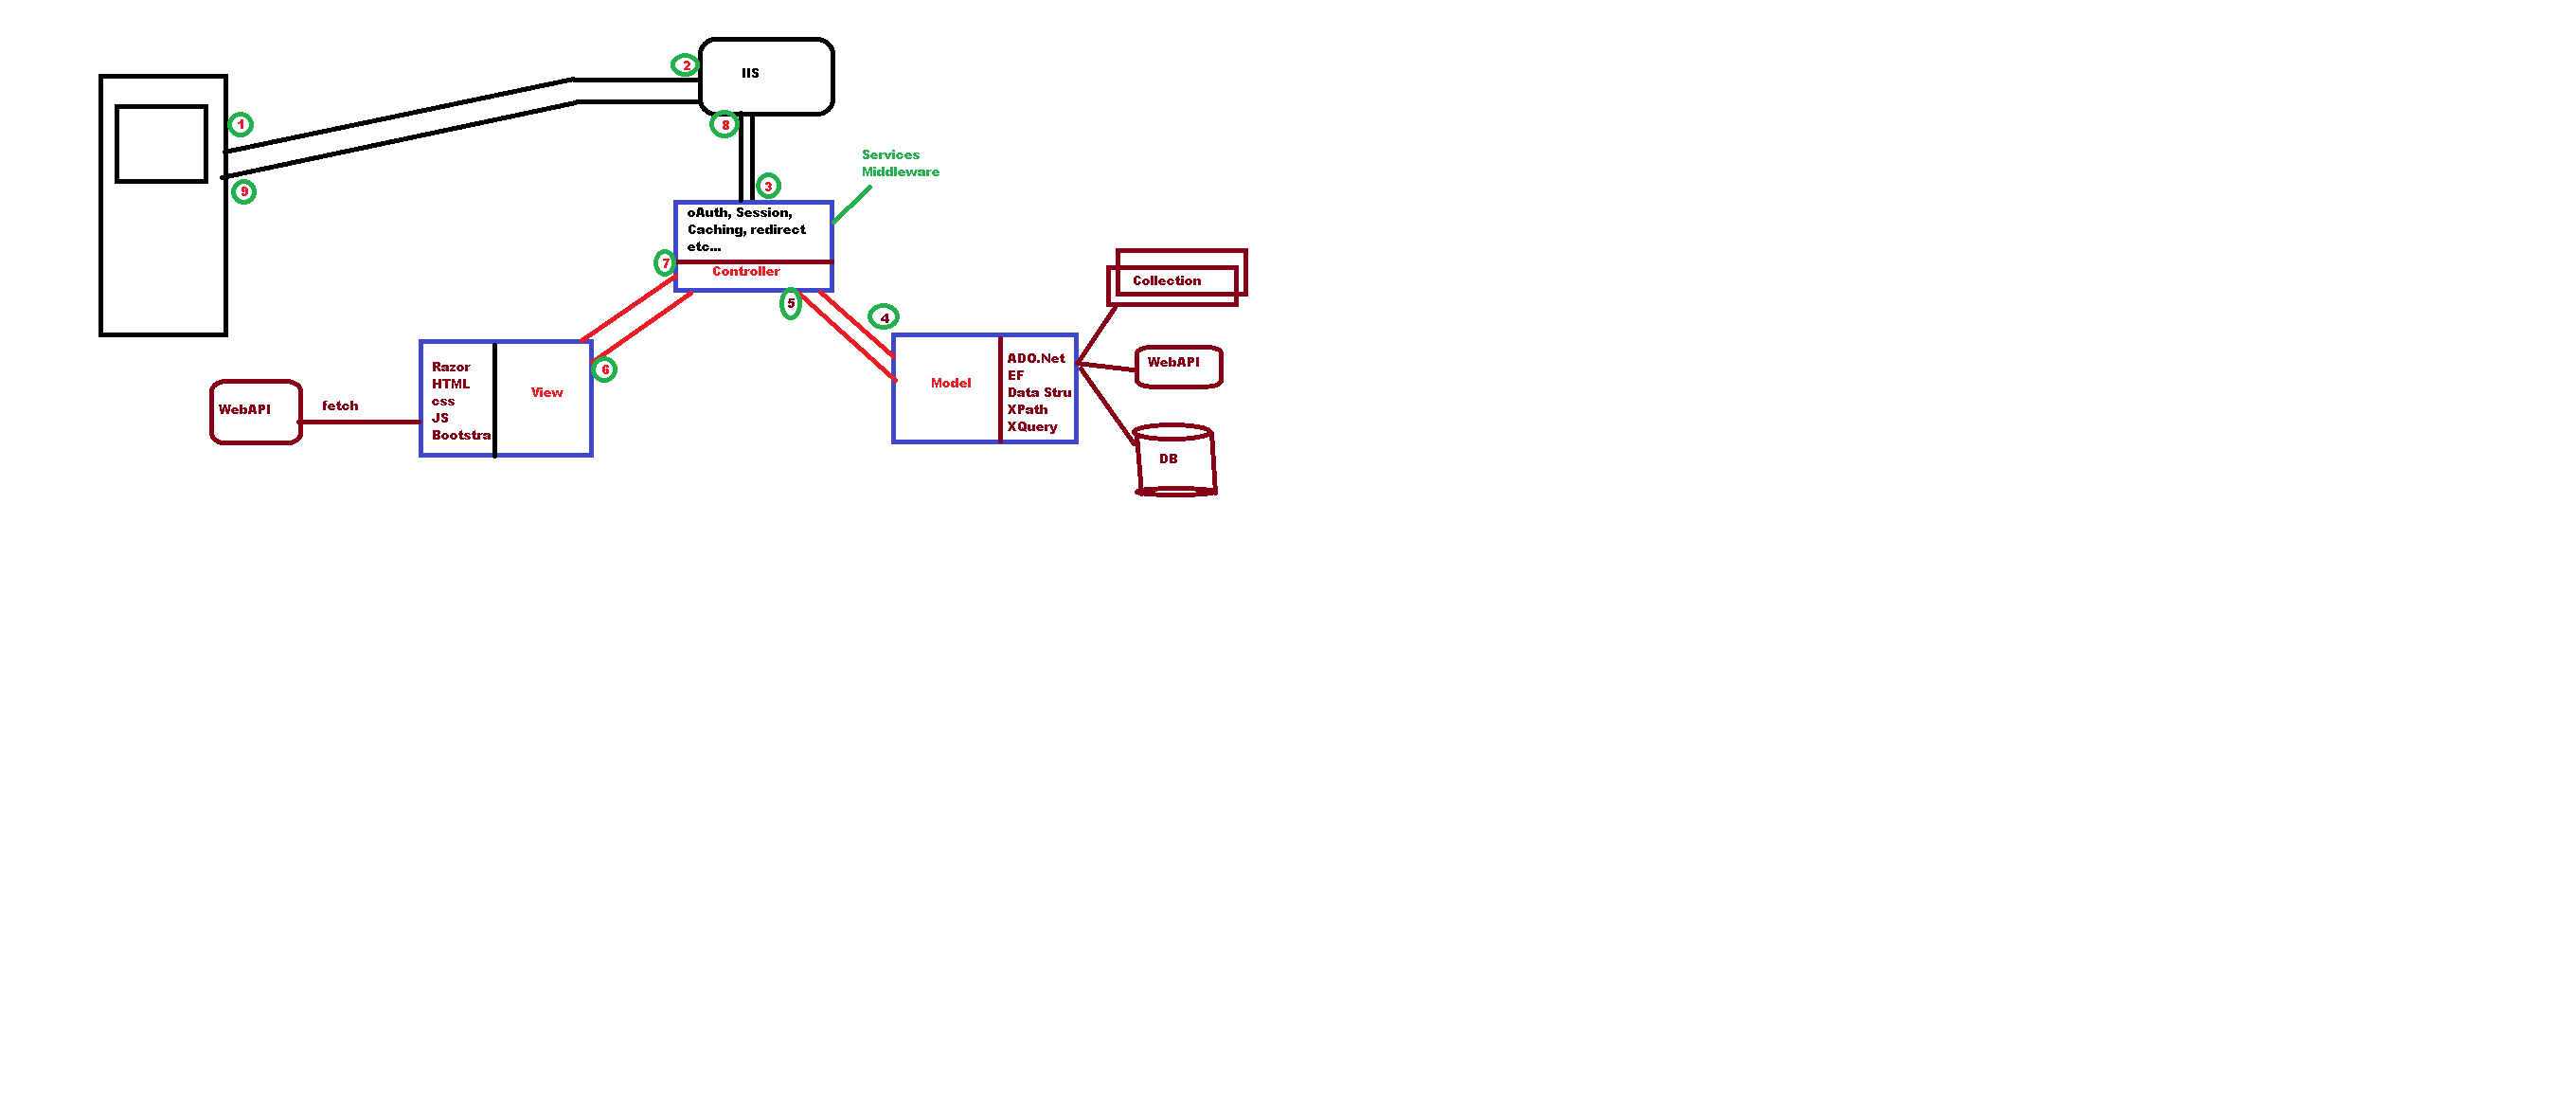 2
IIS
1
8
9
3
Services
Middleware
oAuth, Session,
Caching, redirect
etc...
7
Controller
5
4
6
Collection
WebAPI
DB
Razor
HTML
css
JS
Bootstra
View
Model
ADO.Net
EF
Data Stru
XPath
XQuery
WebAPI
fetch